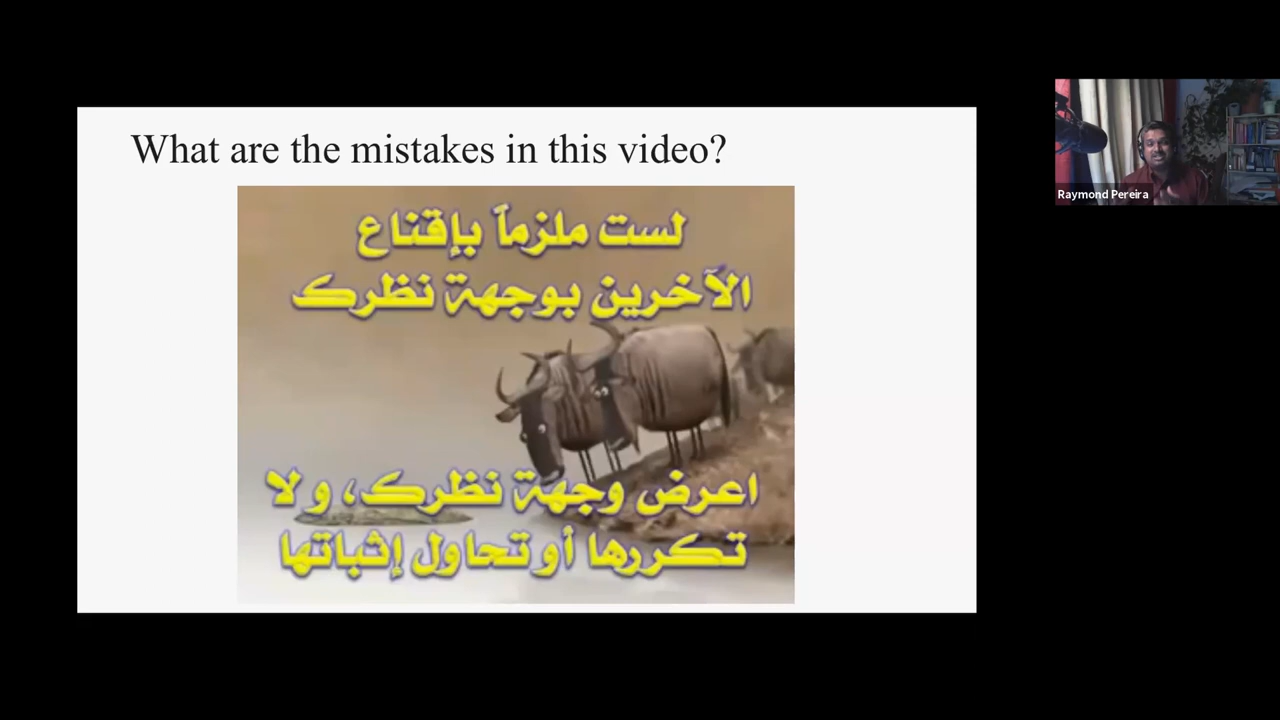 What are the mistakes in this video?
لست ملزماً بإقناع
الآخرين بوجهة نظرك
اعرض وجهة نظرك، ولا
تكررها أو تحاول إثباتها
Raymond Pereira